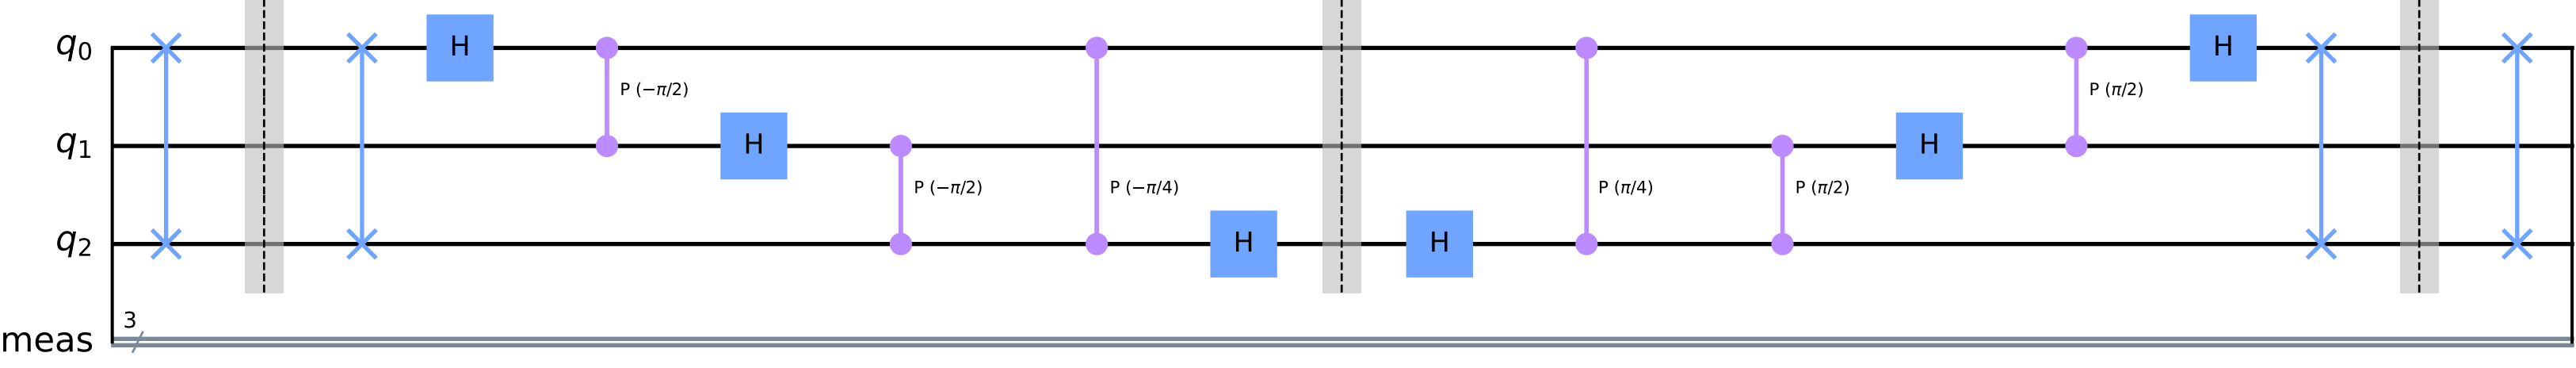 q0 H
P (−π/2) P (π/2)
q1 H H
P (−π/2) P (−π/4) P (π/4) P (π/2)
q2 H H
3
meas